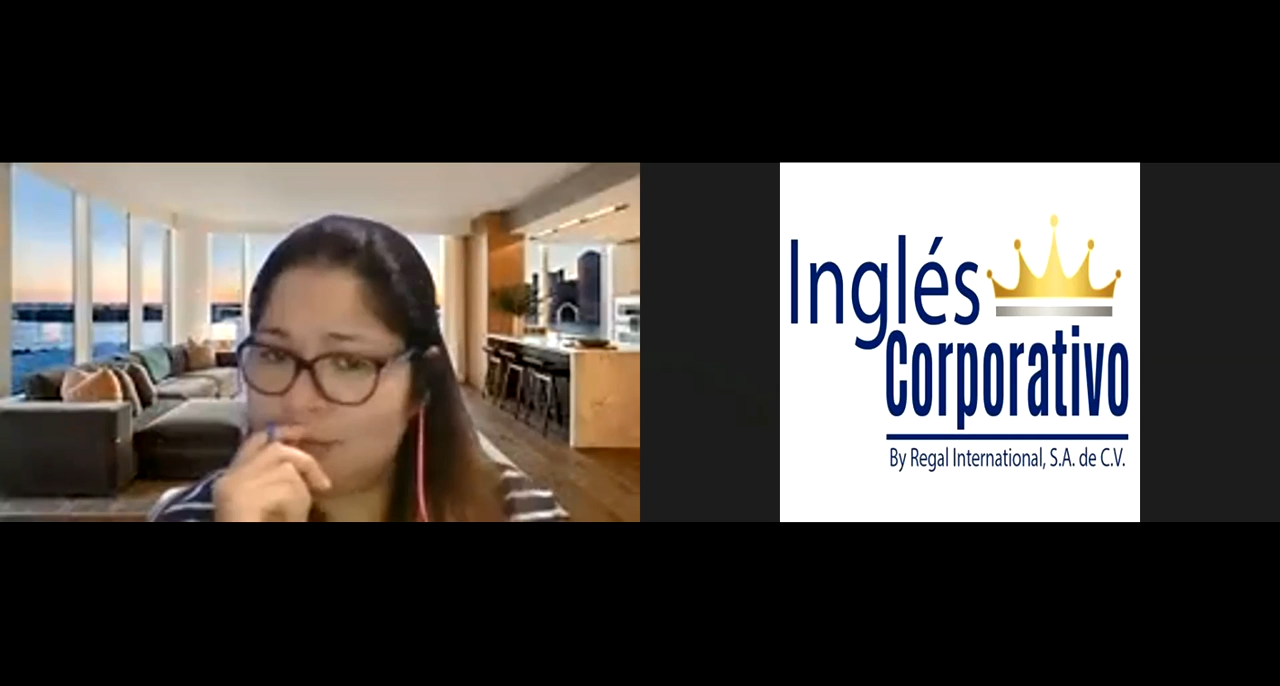 Inglés
Corporativo
By Regal International, S.A. de C.V.